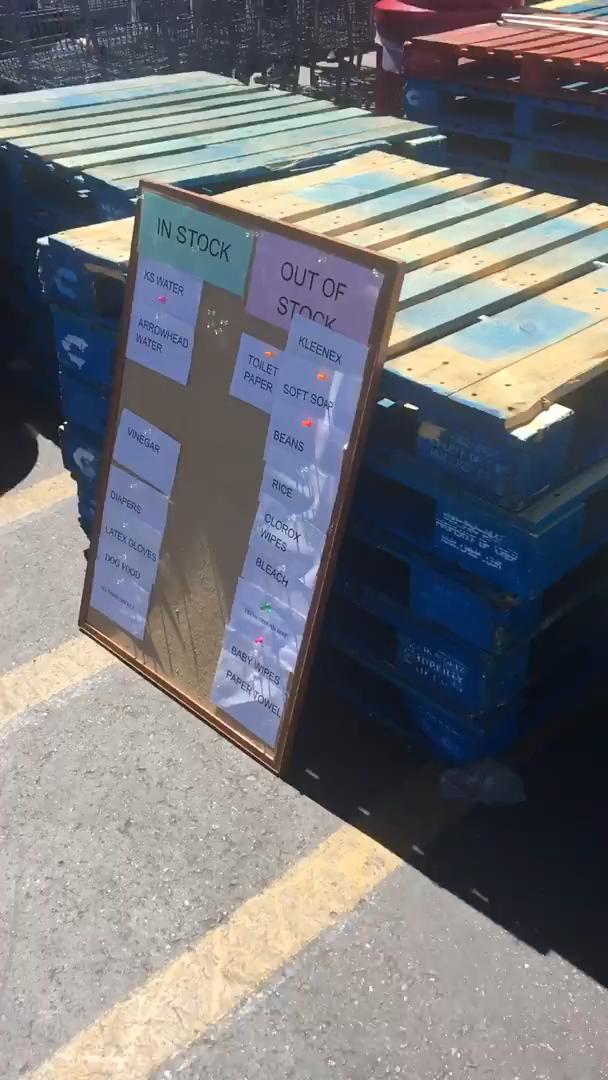 IN STOCK
KS WATER
ARROWHEAD
WATER
VINEGAR
DIAPERS
LATEX GLOVES
DOG FOOD
OUT OF
STOCK
KLEENEX
TOILET
PAPER
SOFT SOAP
BEANS
RICE
CLOROX
WIPES
BLEACH
BABY WIPES
PAPER TOWEL